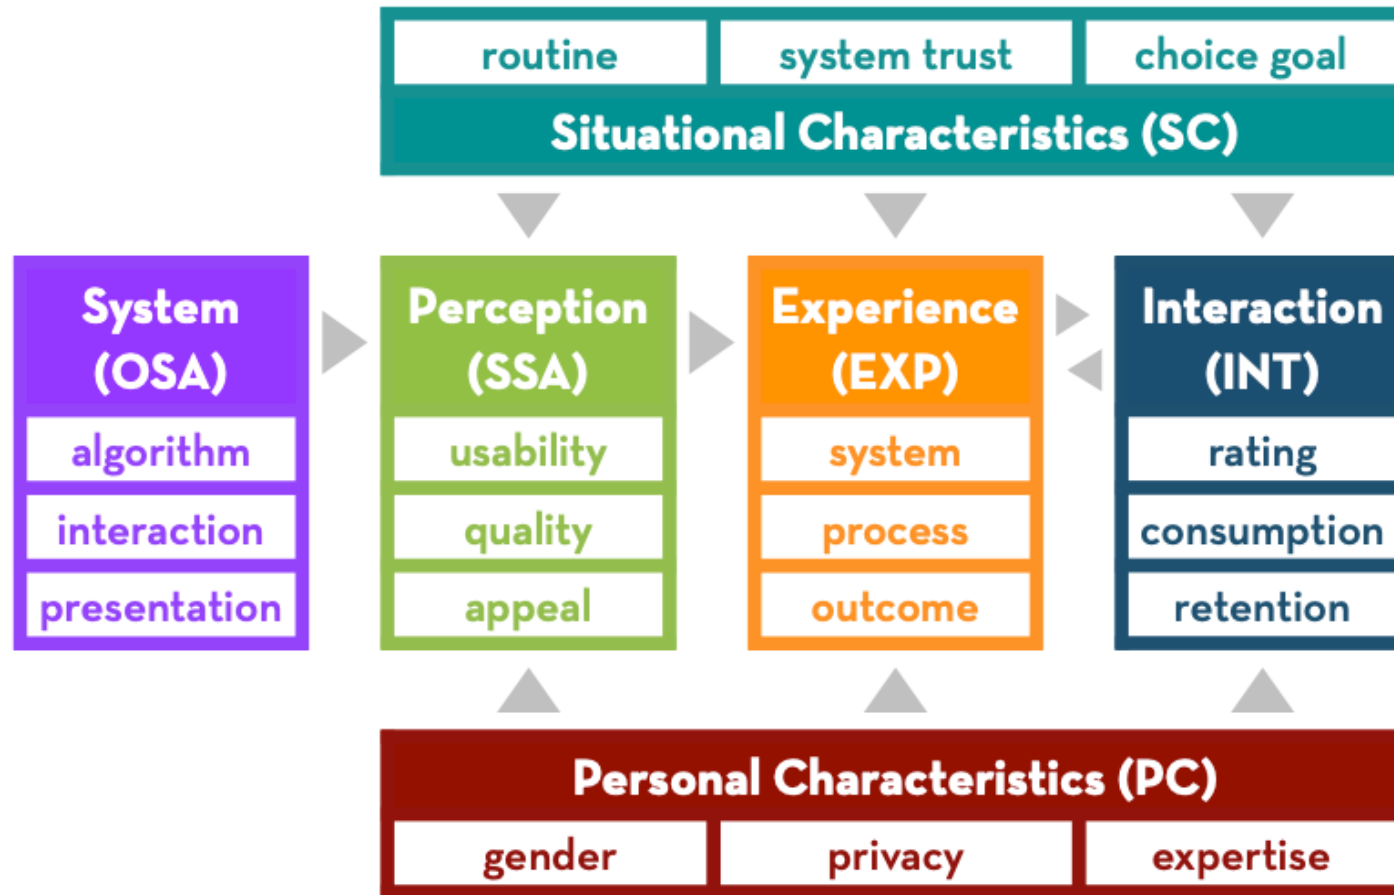 routine
system trust
choice goal
Situational Characteristics (SC)
System
(OSA)
algorithm
interaction
presentation
Perception
(SSA)
usability
quality
appeal
Experience
(EXP)
system
process
outcome
Interaction
(INT)
rating
consumption
retention
Personal Characteristics (PC)
gender
privacy
expertise